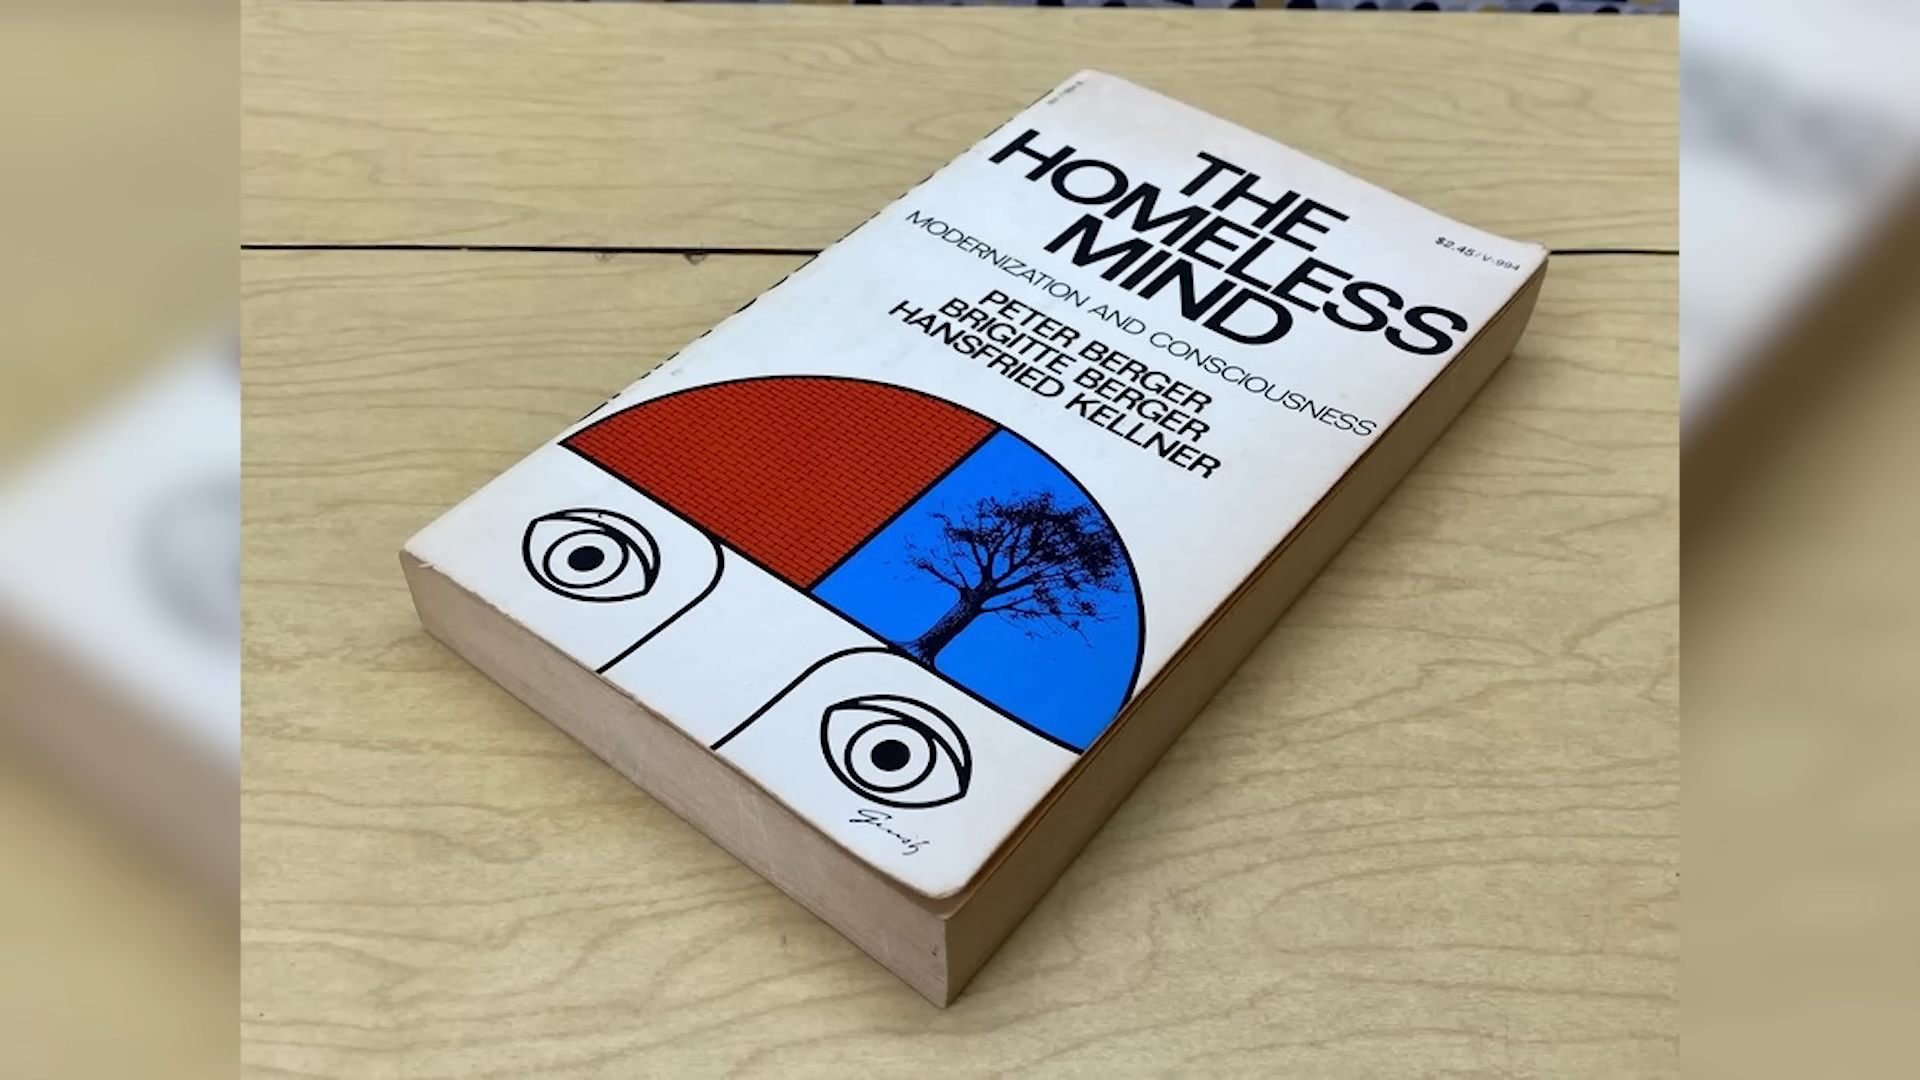 THE
HOMELESS
MIND
$2.45/V-994
MODERNIZATION AND CONSCIOUSNESS
PETER BERGER
BRIGITTE BERGER
HANSFRIED KELLNER